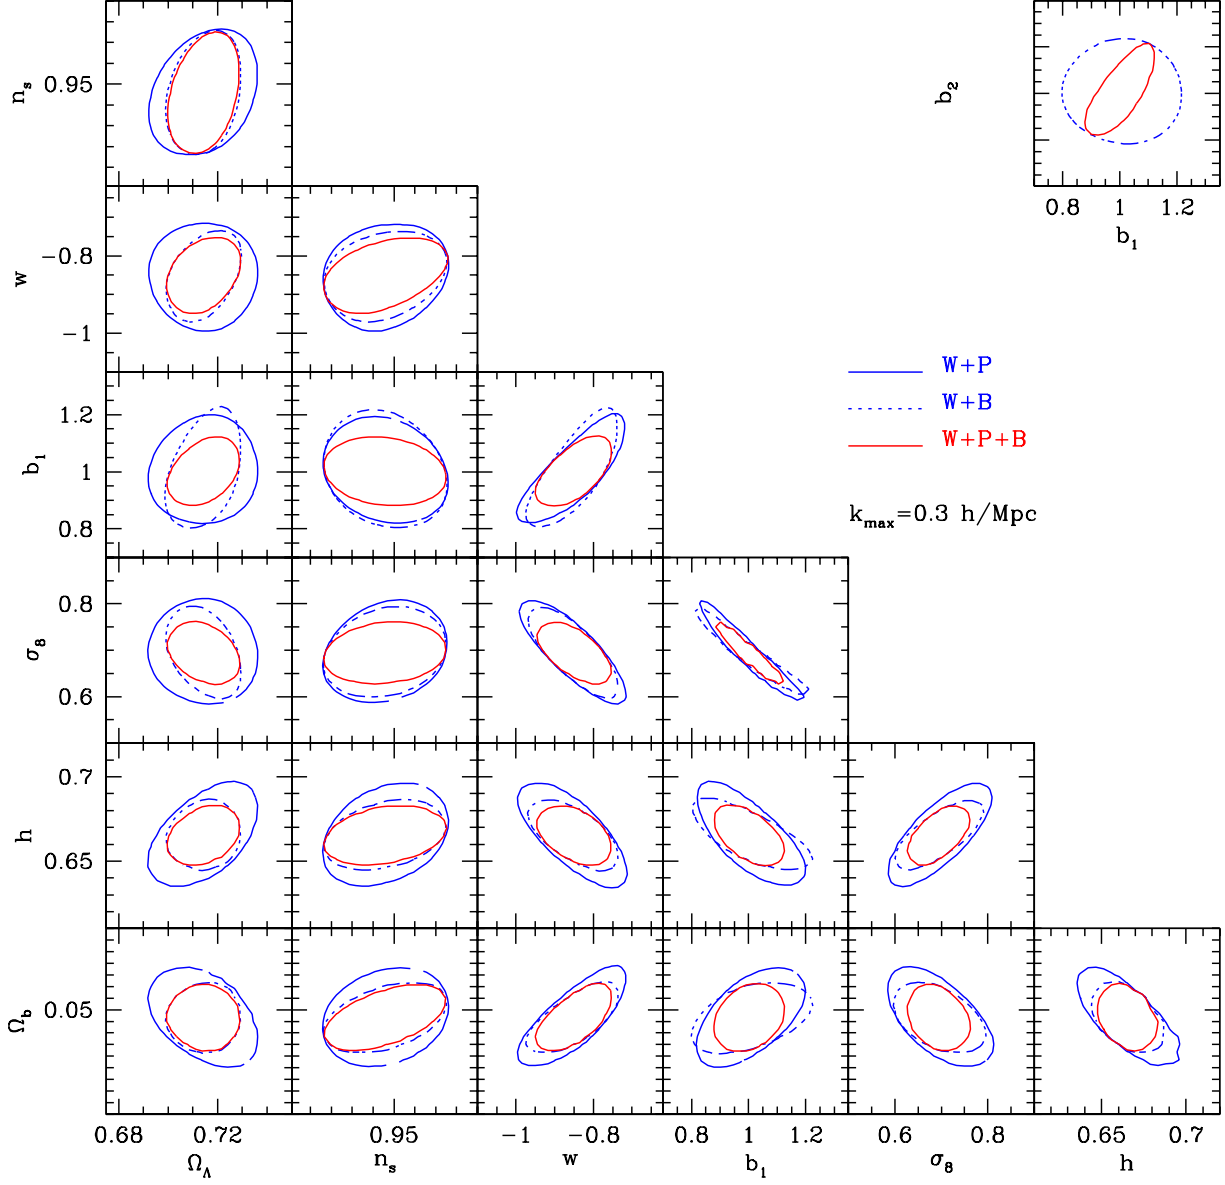 n_s 0.95
b_2
0.8 1 1.2
b_1
w −0.8
−1
W+P
W+B
W+P+B
k_max=0.3 h/Mpc
b_1 1.2
1
0.8
σ_8 0.8
0.6
h 0.7
0.65
Ω_b 0.05
0.68 0.72 0.95 −1 −0.8 0.8 1 1.2 0.6 0.8 0.65 0.7
Ω_Λ n_s w b_1 σ_8 h